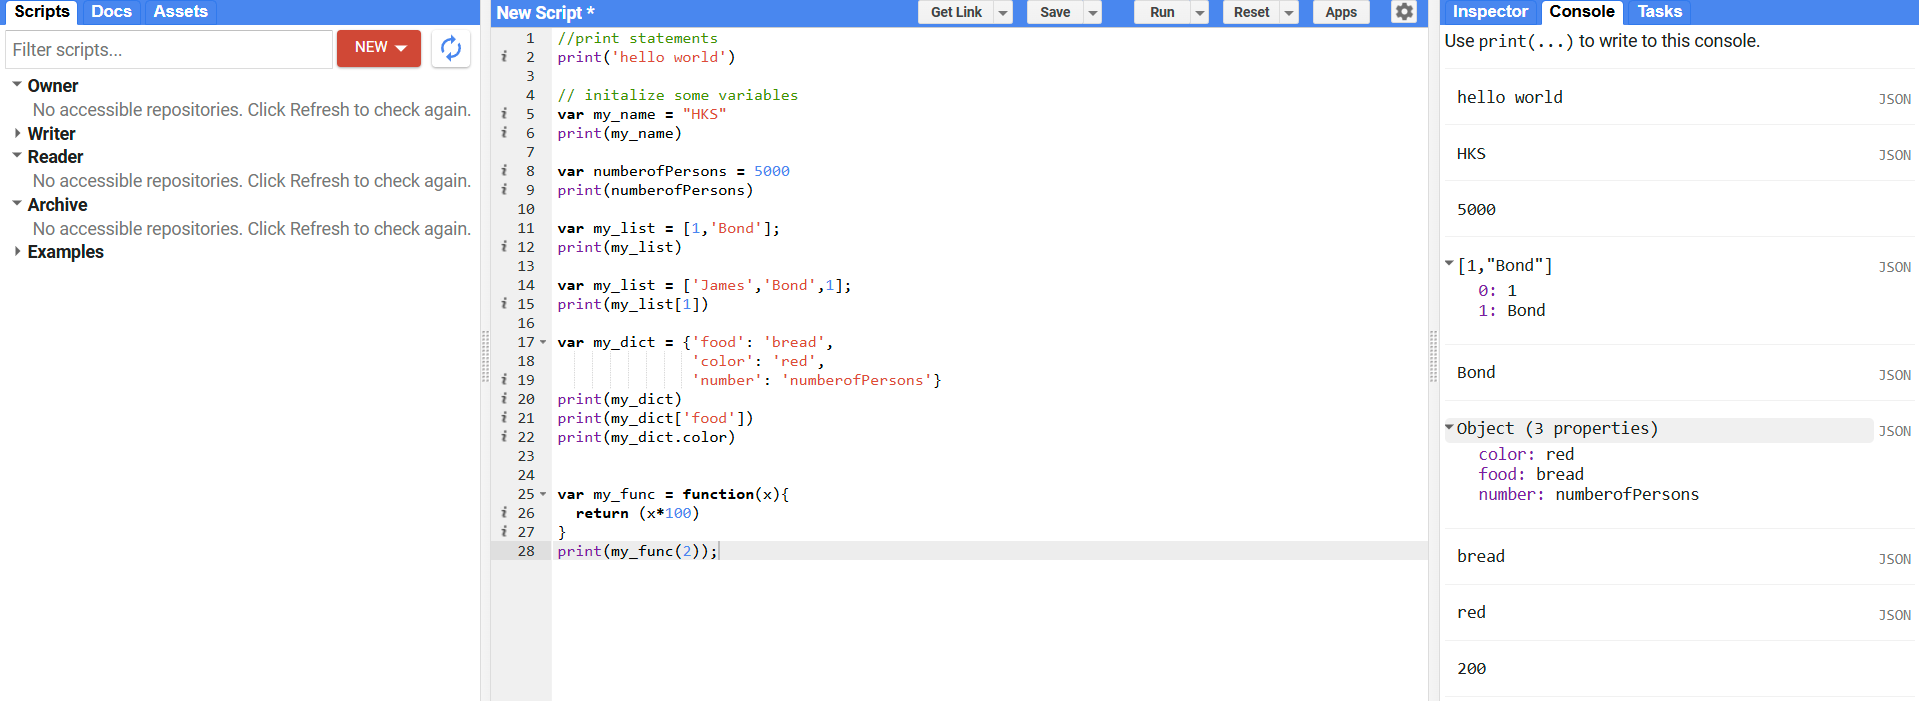 Scripts Docs Assets
Filter scripts...
NEW
Owner
No accessible repositories. Click Refresh to check again.
Writer
Reader
No accessible repositories. Click Refresh to check again.
Archive
No accessible repositories. Click Refresh to check again.
Examples
New Script *
Get Link Save Run Reset Apps
1 //print statements
i 2 print('hello world')
3
4 // initalize some variables
i 5 var my_name = "HKS"
i 6 print(my_name)
7
i 8 var numberofPersons = 5000
i 9 print(numberofPersons)
10
11 var my_list = [1,'Bond'];
i 12 print(my_list)
13
14 var my_list = ['James','Bond',1];
i 15 print(my_list[1])
16
17 var my_dict = {'food': 'bread',
18 'color': 'red',
i 19 'number': 'numberofPersons'}
i 20 print(my_dict)
i 21 print(my_dict['food'])
i 22 print(my_dict.color)
23
24
25 var my_func = function(x){
i 26 return (x*100)
i 27 }
28 print(my_func(2));
Inspector Console Tasks
Use print(...) to write to this console.
hello world JSON
HKS JSON
5000
[1,"Bond"] JSON
0: 1
1: Bond
Bond JSON
Object (3 properties) JSON
color: red
food: bread
number: numberofPersons
bread JSON
red JSON
200